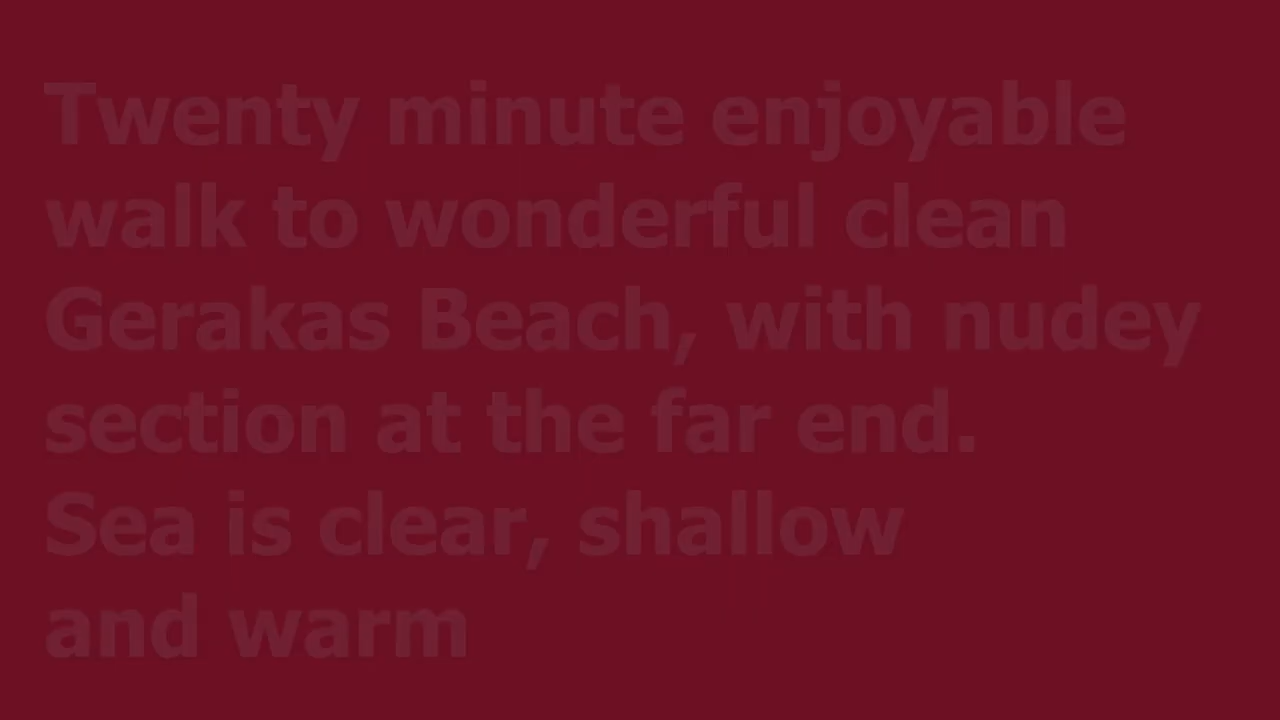 Twenty minute enjoyable
walk to wonderful clean
Gerakas Beach, with nudey
section at the far end.
Sea is clear, shallow
and warm